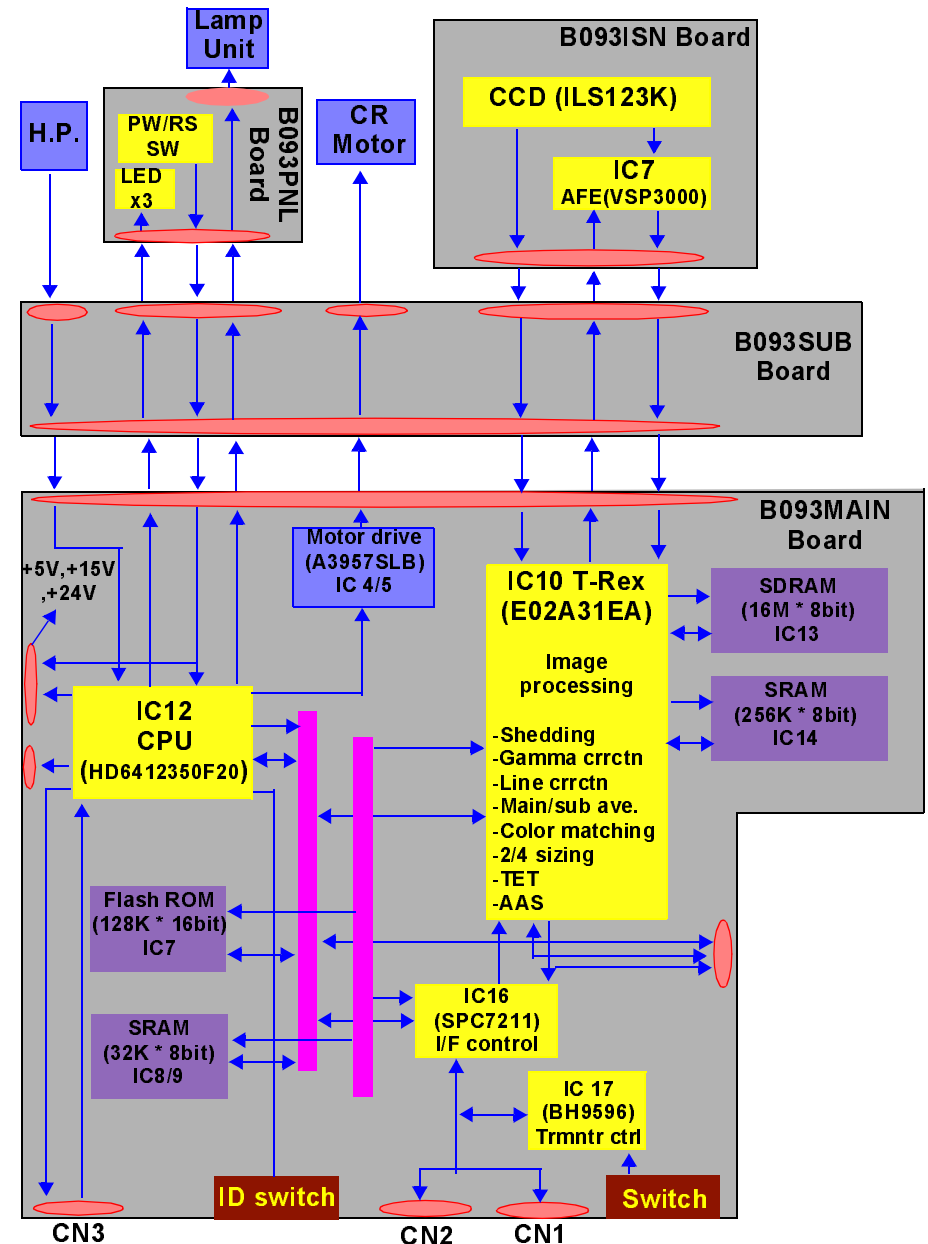 Lamp
Unit
B093ISN Board
H.P.
PW/RS
SW
LED
x3
B093PNL
Board
CR
Motor
CCD (ILS123K)
IC7
AFE(VSP3000)
B093SUB
Board
B093MAIN
Board
+5V,+15V
,+24V
Motor drive
(A3957SLB)
IC 4/5
IC10 T-Rex
(E02A31EA)
Image
processing
-Shedding
-Gamma crrctn
-Line crrctn
-Main/sub ave.
-Color matching
-2/4 sizing
-TET
-AAS
SDRAM
(16M * 8bit)
IC13
SRAM
(256K * 8bit)
IC14
IC12
CPU
(HD6412350F20)
Flash ROM
(128K * 16bit)
IC7
SRAM
(32K * 8bit)
IC8/9
IC16
(SPC7211)
I/F control
IC 17
(BH9596)
Trmntr ctrl
ID switch
Switch
CN3
CN2
CN1